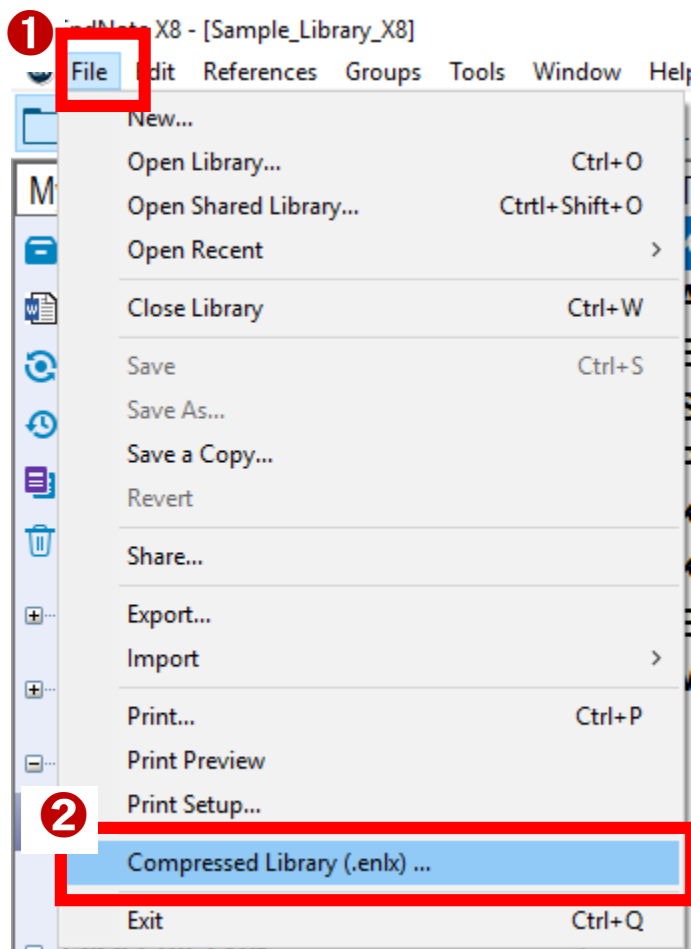 ❶
X8 - [Sample_Library_X8]
File Edit References Groups Tools Window Help
New...
Open Library... Ctrl+O
Open Shared Library... Ctrtl+Shift+O
Open Recent >
Close Library Ctrl+W
Save Ctrl+S
Save As...
Save a Copy...
Revert
Share...
Export...
Import >
Print... Ctrl+P
Print Preview
Print Setup...
❷
Compressed Library (.enlx) ...
Exit Ctrl+Q